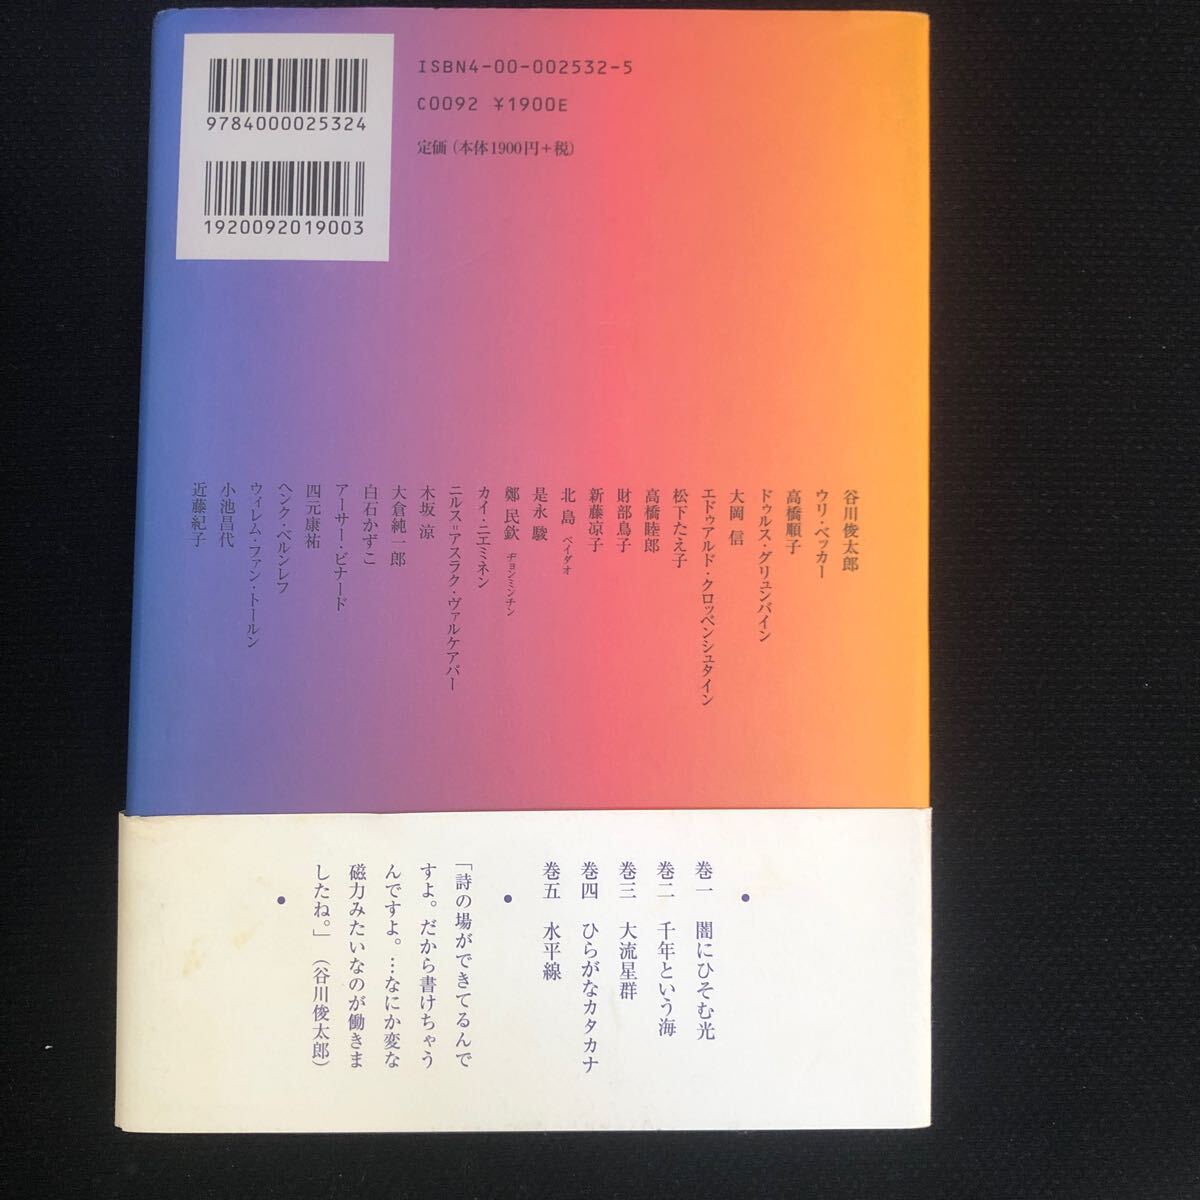 9784000025324
1920092019003
ISBN4-00-002532-5
C0092 ¥1900E
定価(本体1900円+税)
谷川俊太郎
ウリ・ベッカー
高橋順子
ドゥルス・グリュンバイン
大岡 信
エドゥアルド・クロッペンシュタイン
松下たえ子
高橋睦郎
財部鳥子
新藤凉子
北 島 ペイダオ
是永 駿
鄭 民欽 ヂョンミンチン
カイ・ニエミネン
ニルス=アスラク・ヴァルケアパー
木坂 涼
大倉純一郎
白石かずこ
アーサー・ビナード
四元康祐
ヘンク・ベルンレフ
ウィレム・ファン・トールン
小池昌代
近藤紀子
●
巻一 闇にひそむ光
巻二 千年という海
巻三 大流星群
巻四 ひらがなカタカナ
巻五 水平線
●
「詩の場ができてるんで
すよ。だから書けちゃう
んですよ。…なにか変な
磁力みたいなのが働きま
したね。」(谷川俊太郎)
●